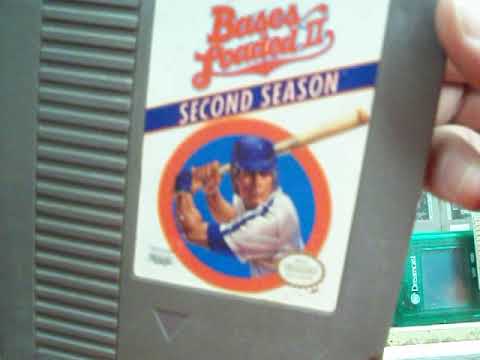 Bases
Loaded II
SECOND SEASON
Dreamcast